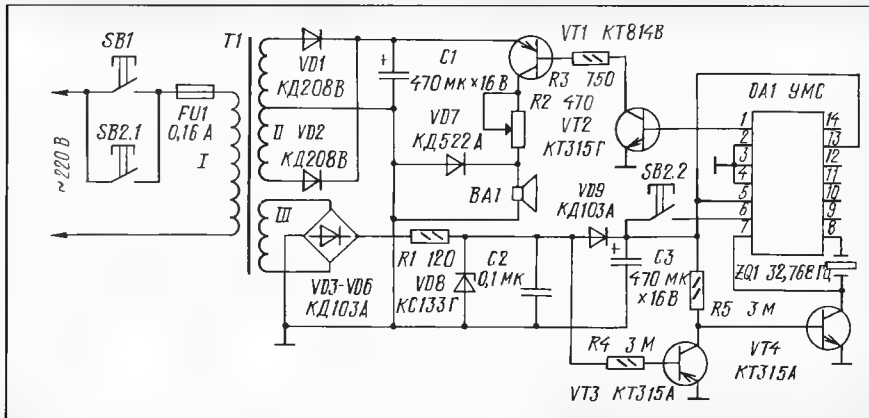 SB1
T1
VT1 КТ814В
VD1
КД208В
C1
470 мк × 16 В
R3 750
DA1 УМС
FU1
0,16 А
R2
470
VT2
КТ315Г
1
2
3
4
5
6
7
14
13
12
11
10
9
8
SB2.1
I
II
VD2
КД208В
VD7
КД522А
~220 В
SB2.2
BA1
VD9
КД103А
III
R1 120
C2
0,1 мк
C3
470 мк
× 16 В
ZQ1 32,768 ГЦ
VD3-VD6
КД103А
VD8
КС133Г
R5 3 М
R4 3 М
VT4
КТ315А
VT3 КТ315А